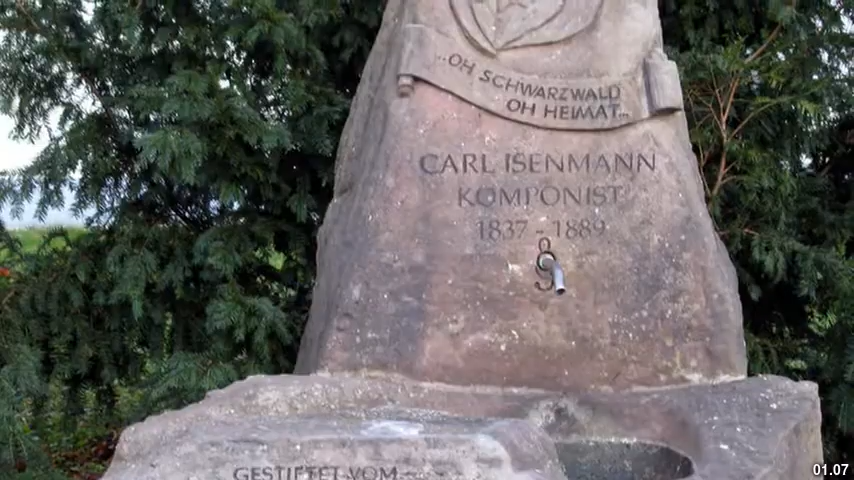 ...OH SCHWARZWALD
OH HEIMAT...
CARL ISENMANN
KOMPONIST
1837 - 1889
GESTIFTET VOM
01.07